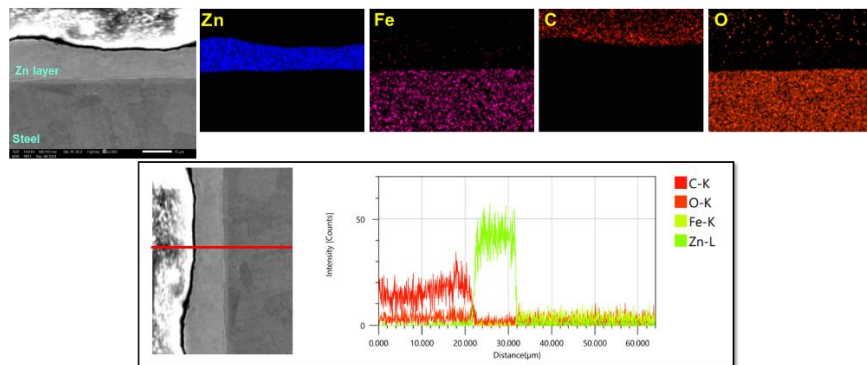 Zn
Fe
C
O
Zn layer
Steel
C-K
O-K
Fe-K
Zn-L
Intensity [Counts]
50
0
0.000 10.000 20.000 30.000 40.000 50.000 60.000
Distance(µm)